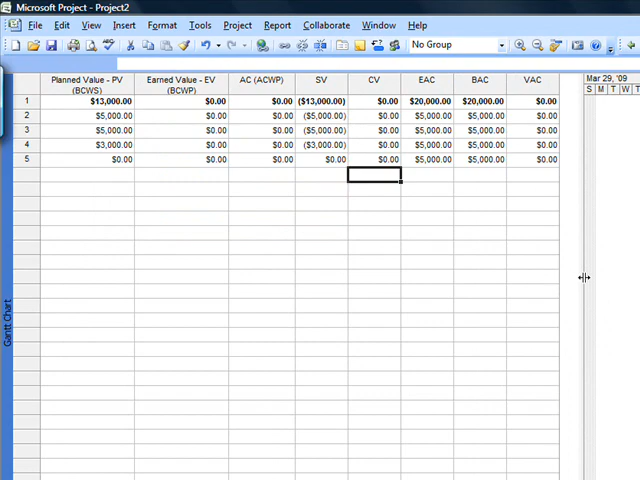 Microsoft Project - Project2
File Edit View Insert Format Tools Project Report Collaborate Window Help
No Group
Planned Value - PV (BCWS) Earned Value - EV (BCWP) AC (ACWP) SV CV EAC BAC VAC Mar 29, '09
S M T W T
1 $13,000.00 $0.00 $0.00 ($13,000.00) $0.00 $20,000.00 $20,000.00 $0.00
2 $5,000.00 $0.00 $0.00 ($5,000.00) $0.00 $5,000.00 $5,000.00 $0.00
3 $5,000.00 $0.00 $0.00 ($5,000.00) $0.00 $5,000.00 $5,000.00 $0.00
4 $3,000.00 $0.00 $0.00 ($3,000.00) $0.00 $5,000.00 $5,000.00 $0.00
5 $0.00 $0.00 $0.00 $0.00 $0.00 $5,000.00 $5,000.00 $0.00
Gantt Chart